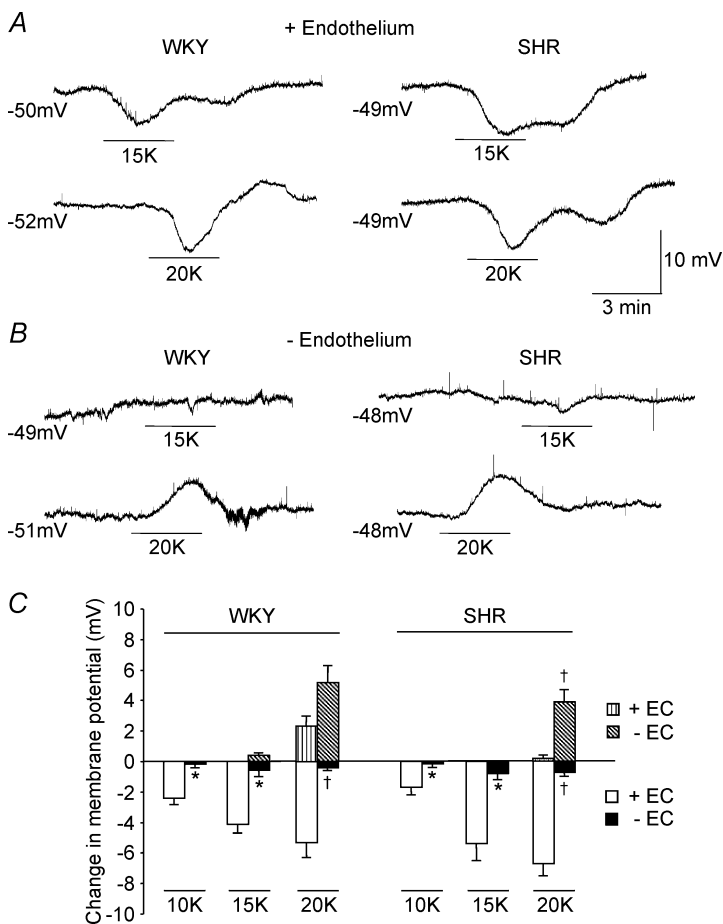 A
+ Endothelium
WKY
SHR
-50mV
15K
-49mV
15K
-52mV
20K
-49mV
20K
10 mV
3 min
B
- Endothelium
WKY
SHR
-49mV
15K
-48mV
15K
-51mV
20K
-48mV
20K
C
Change in membrane potential (mV)
10
8
6
4
2
0
-2
-4
-6
-8
-10
WKY
SHR
†
* * † * * †
+ EC
- EC
+ EC
- EC
10K 15K 20K 10K 15K 20K